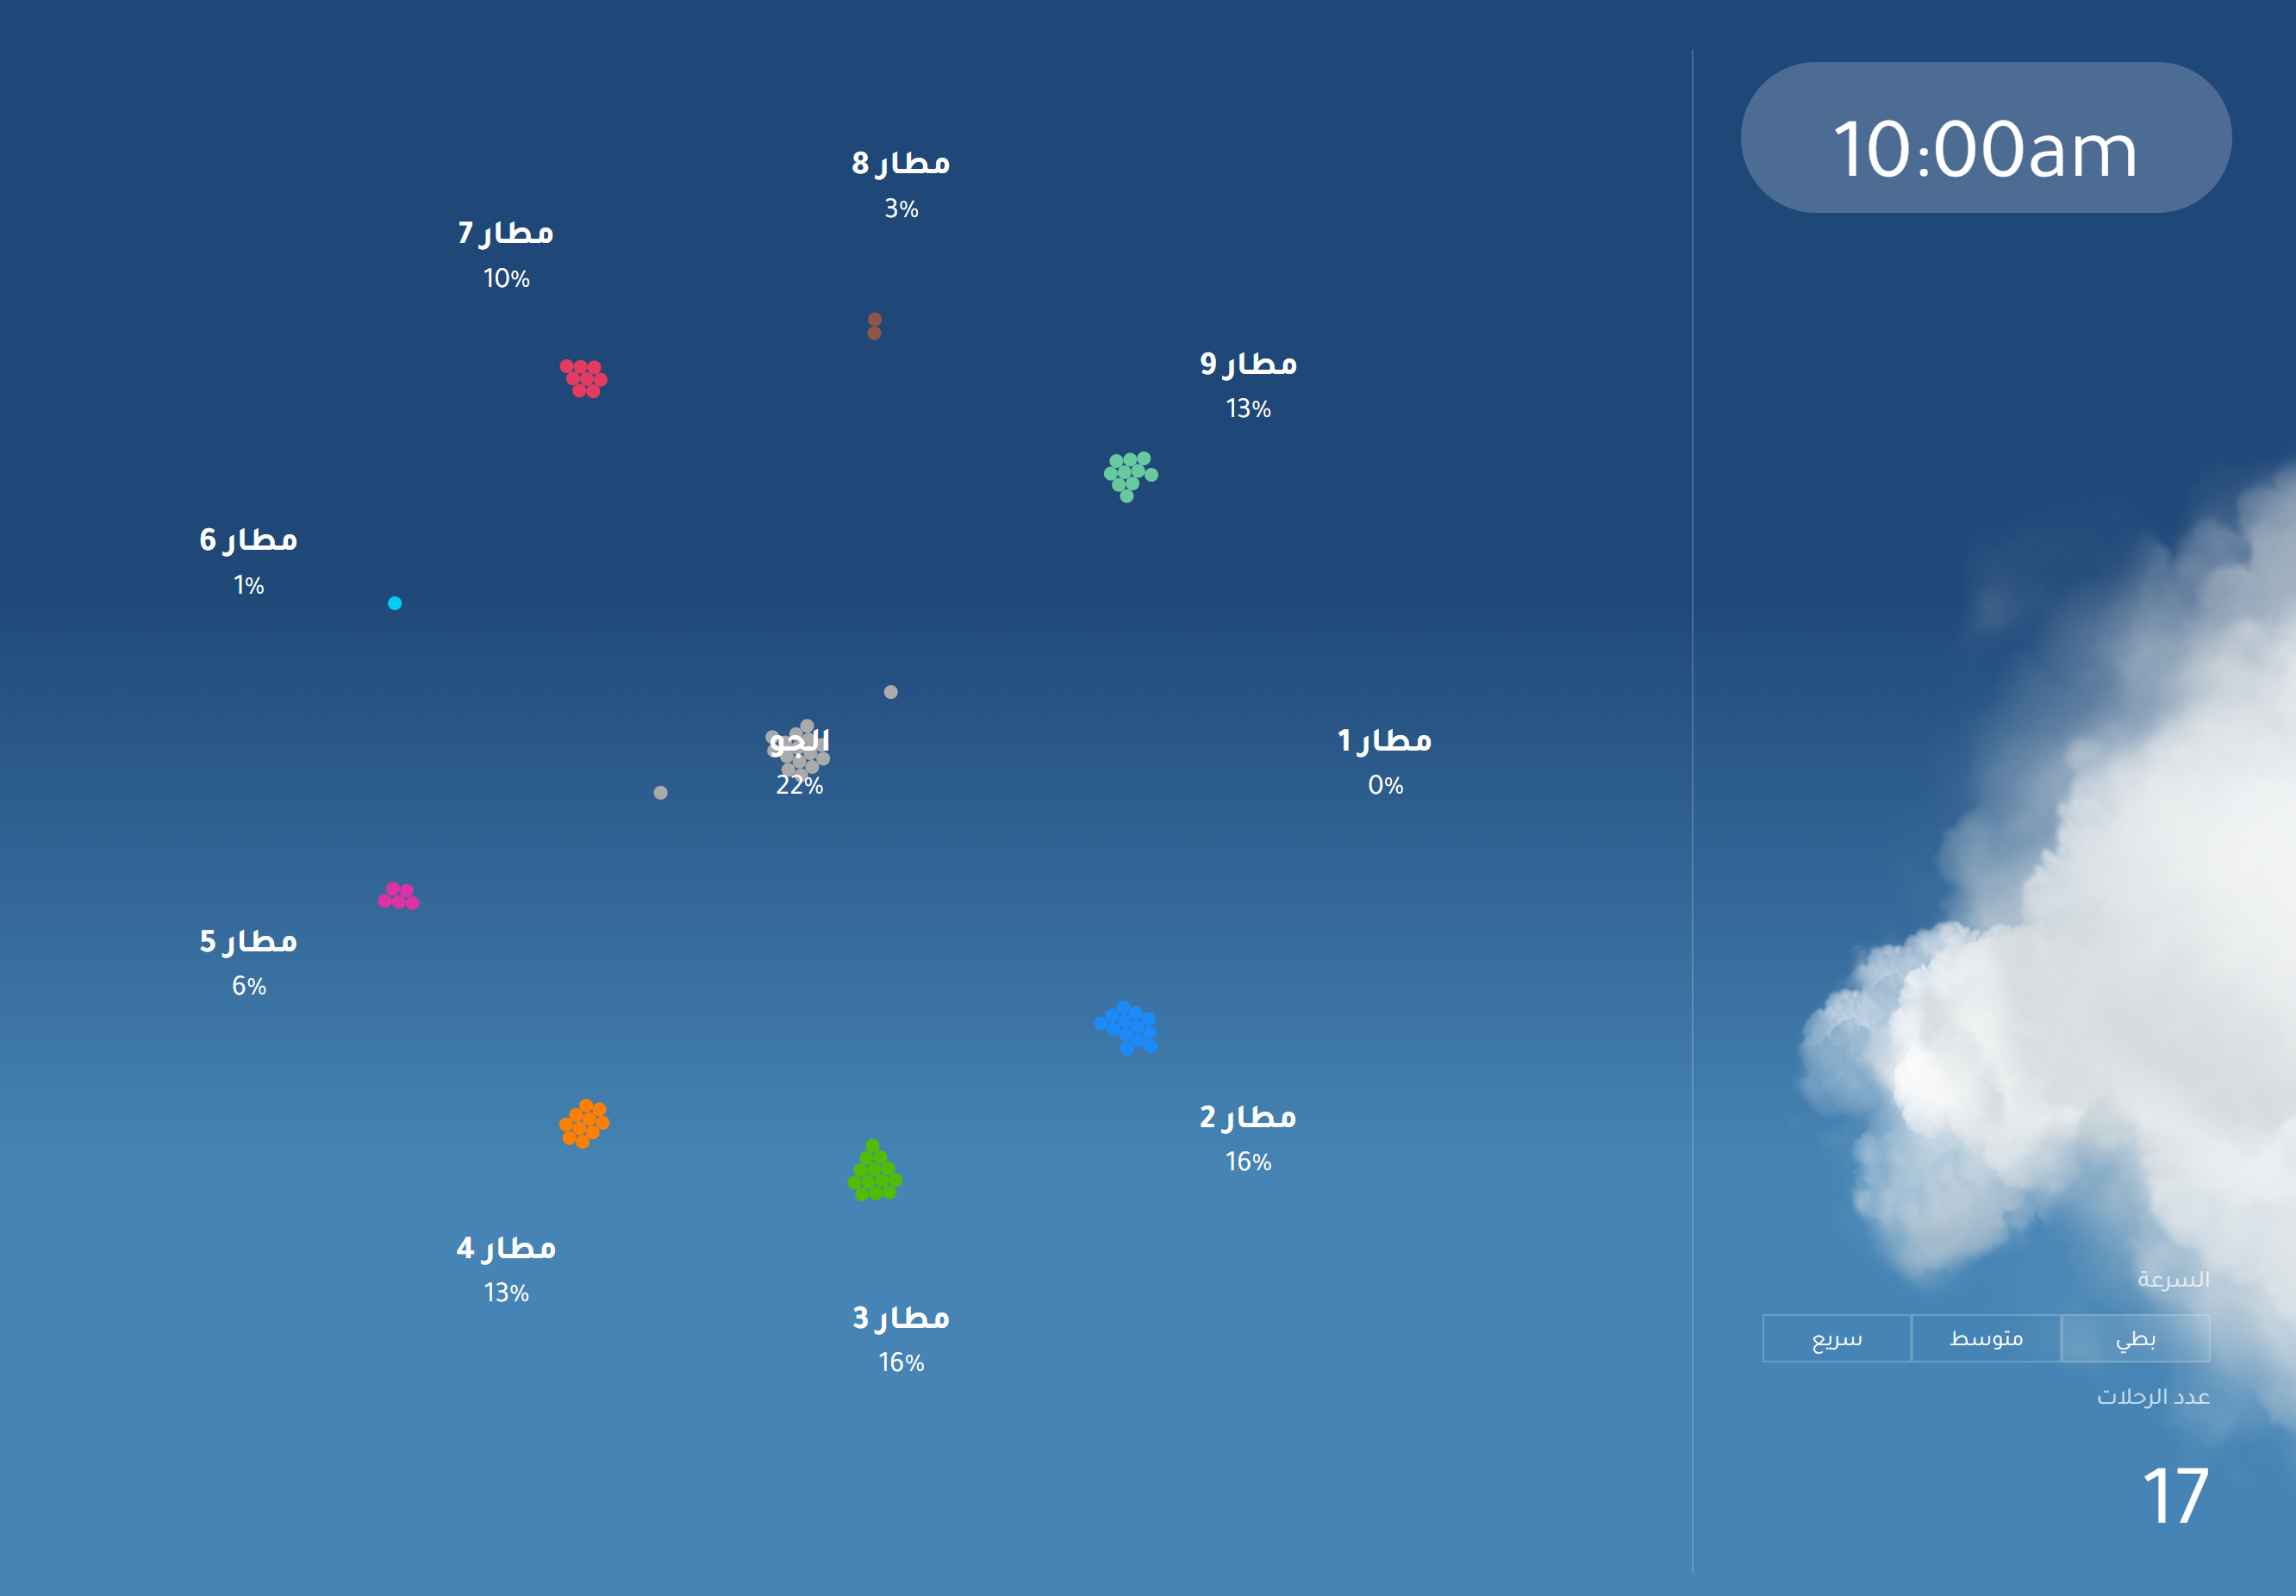 10:00am
مطار 8
3%
مطار 7
10%
مطار 9
13%
مطار 6
1%
الجو
22%
مطار 1
0%
مطار 5
6%
مطار 2
16%
مطار 4
13%
مطار 3
16%
السرعة
بطي
متوسط
سريع
عدد الرحلات
17